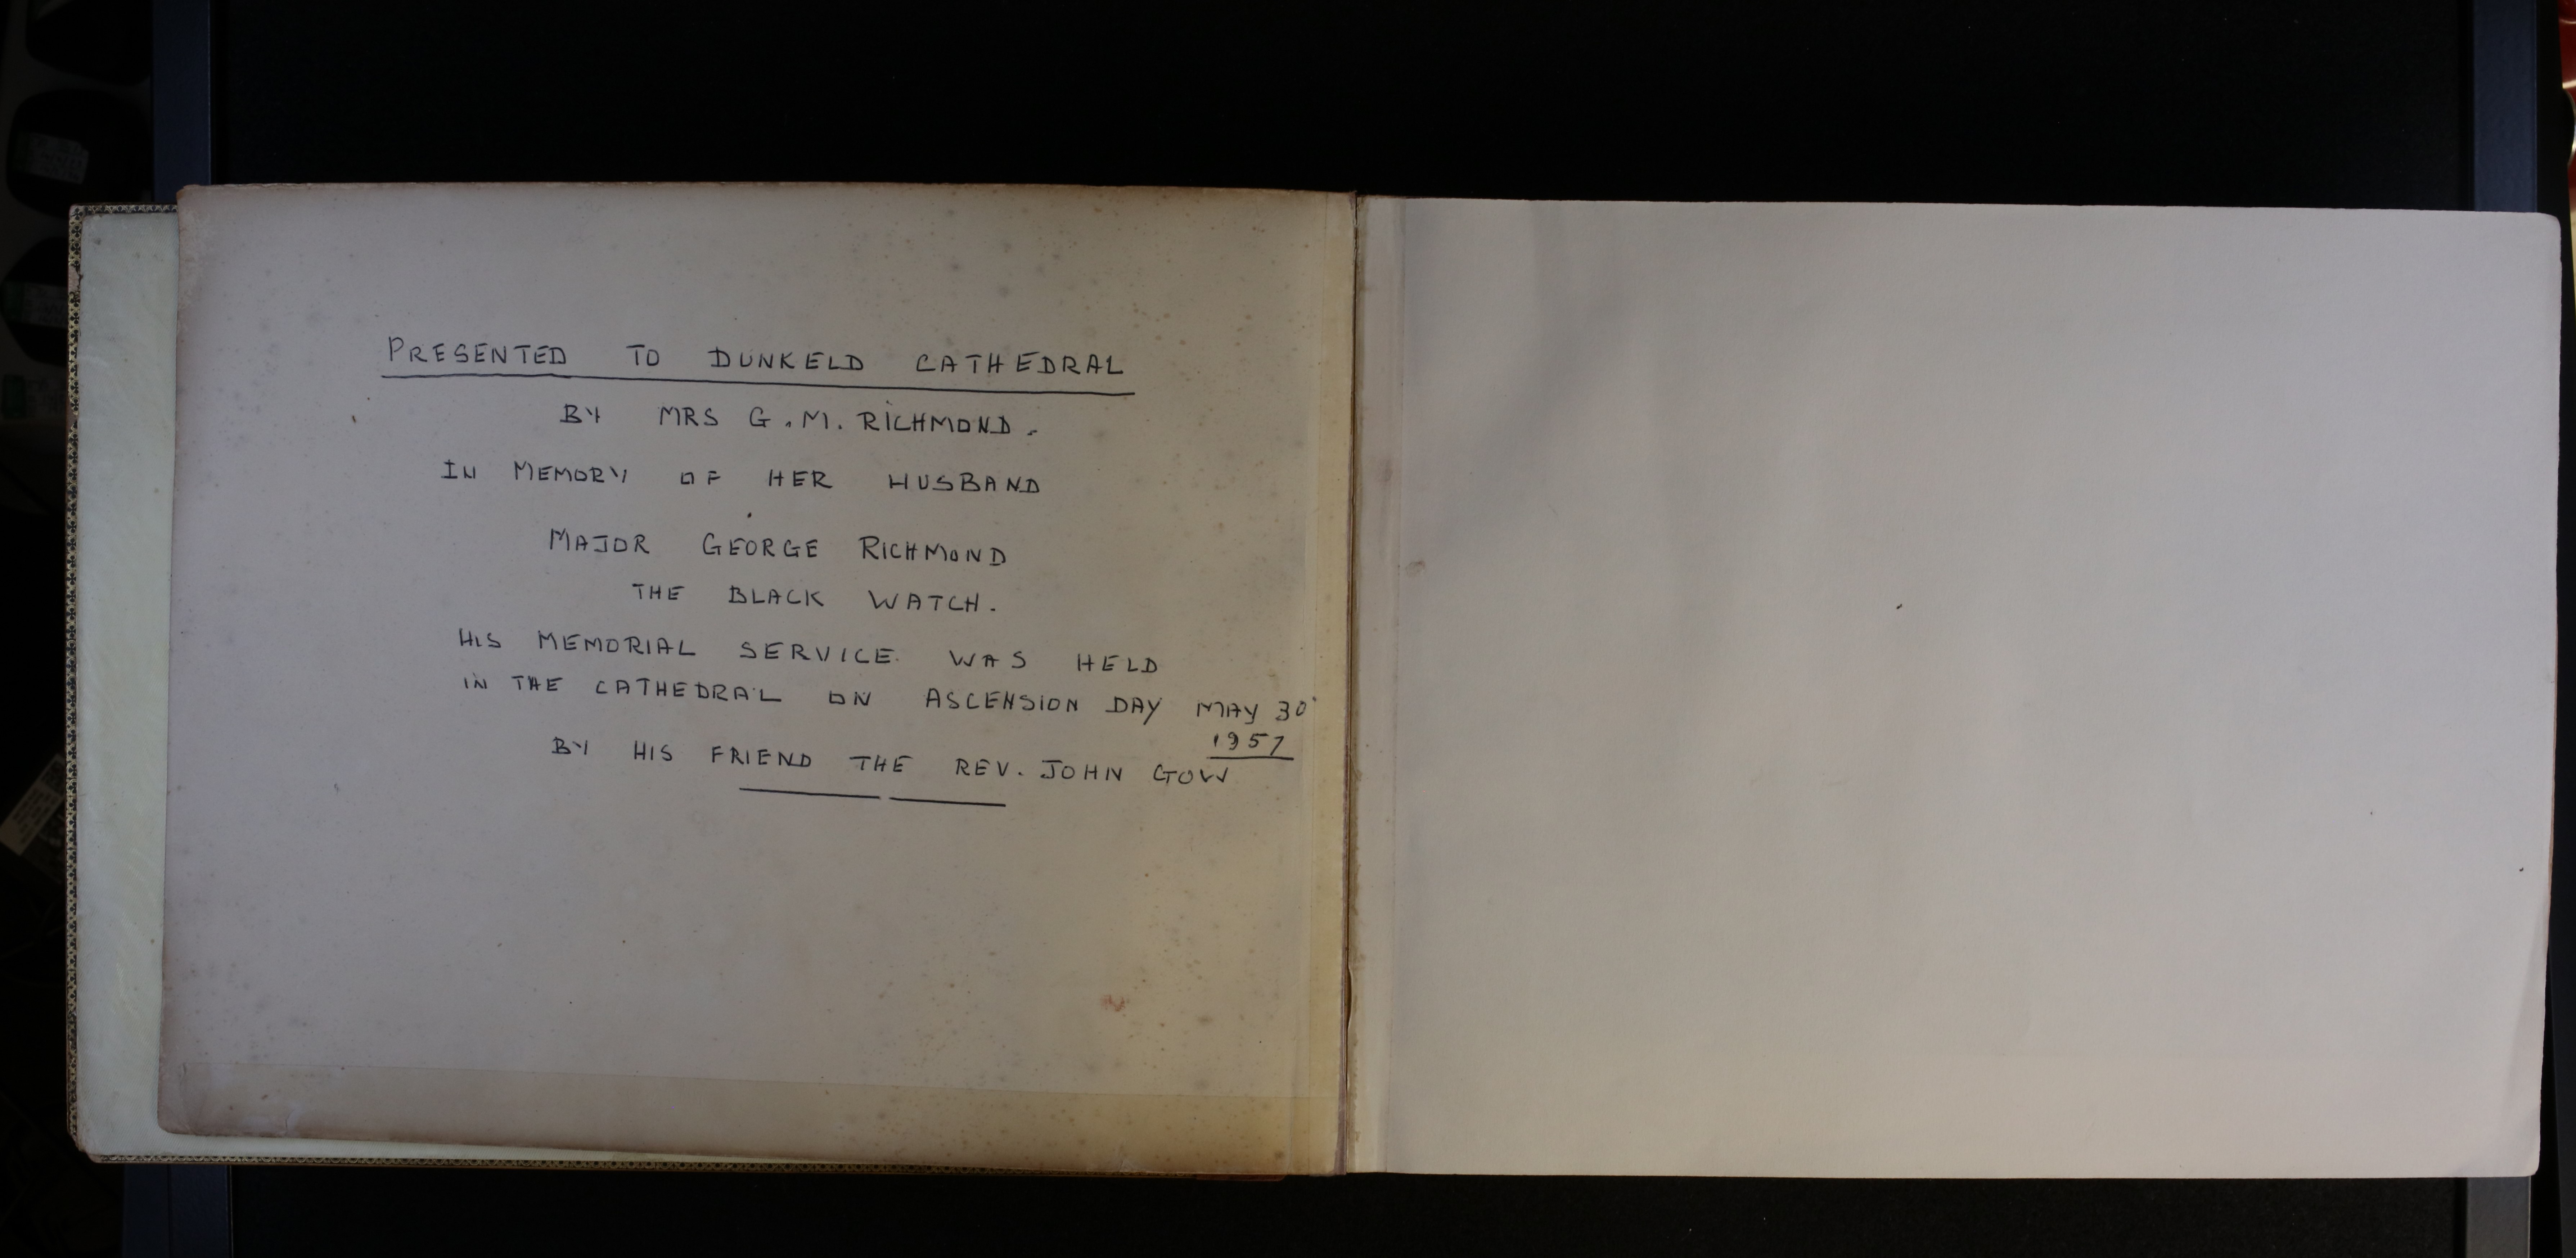 PRESENTED TO DUNKELD CATHEDRAL
BY MRS G.M. RICHMOND.
IN MEMORY OF HER HUSBAND
MAJOR GEORGE RICHMOND
THE BLACK WATCH.
HIS MEMORIAL SERVICE WAS HELD
IN THE CATHEDRAL ON ASCENSION DAY MAY 30
1957
BY HIS FRIEND THE REV. JOHN GOW